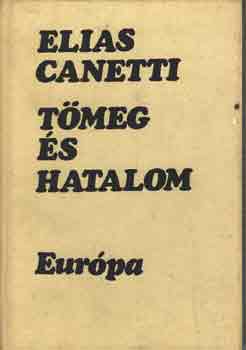 ELIAS
CANETTI
TÖMEG
ÉS
HATALOM
Európa